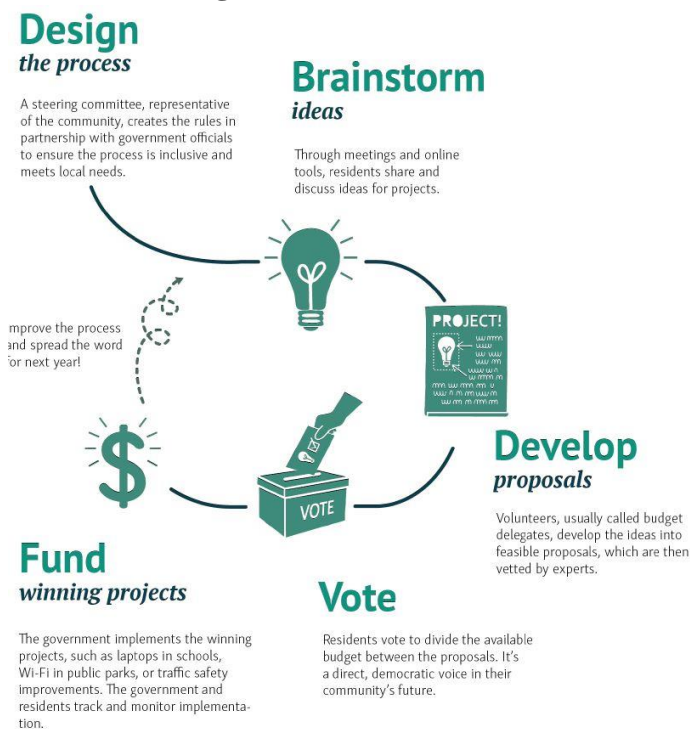 Design
the process
A steering committee, representative
of the community, creates the rules in
partnership with government officials
to ensure the process is inclusive and
meets local needs.
Brainstorm
ideas
Through meetings and online
tools, residents share and
discuss ideas for projects.
PROJECT!
Develop
proposals
Volunteers, usually called budget
delegates, develop the ideas into
feasible proposals, which are then
vetted by experts.
VOTE
Vote
Residents vote to divide the available
budget between the proposals. It's
a direct, democratic voice in their
community's future.
Fund
winning projects
The government implements the winning
projects, such as laptops in schools,
Wi-Fi in public parks, or traffic safety
improvements. The government and
residents track and monitor implementa-
tion.
mprove the process
and spread the word
for next year!